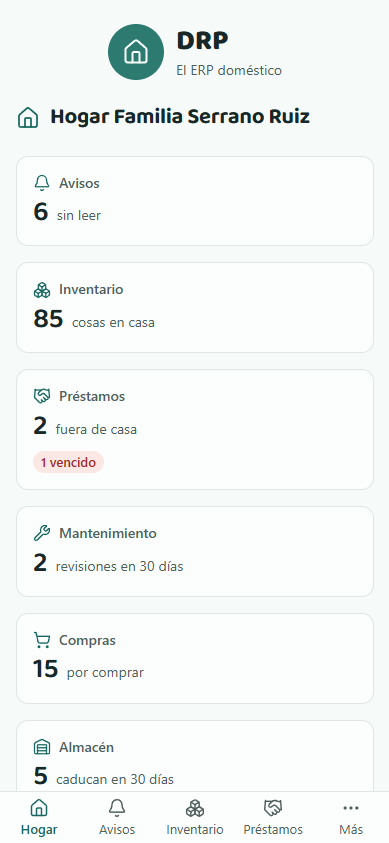 DRP
El ERP doméstico
Hogar Familia Serrano Ruiz
Avisos
6 sin leer
Inventario
85 cosas en casa
Préstamos
2 fuera de casa
1 vencido
Mantenimiento
2 revisiones en 30 días
Compras
15 por comprar
Almacén
5 caducan en 30 días
Hogar Avisos Inventario Préstamos Más